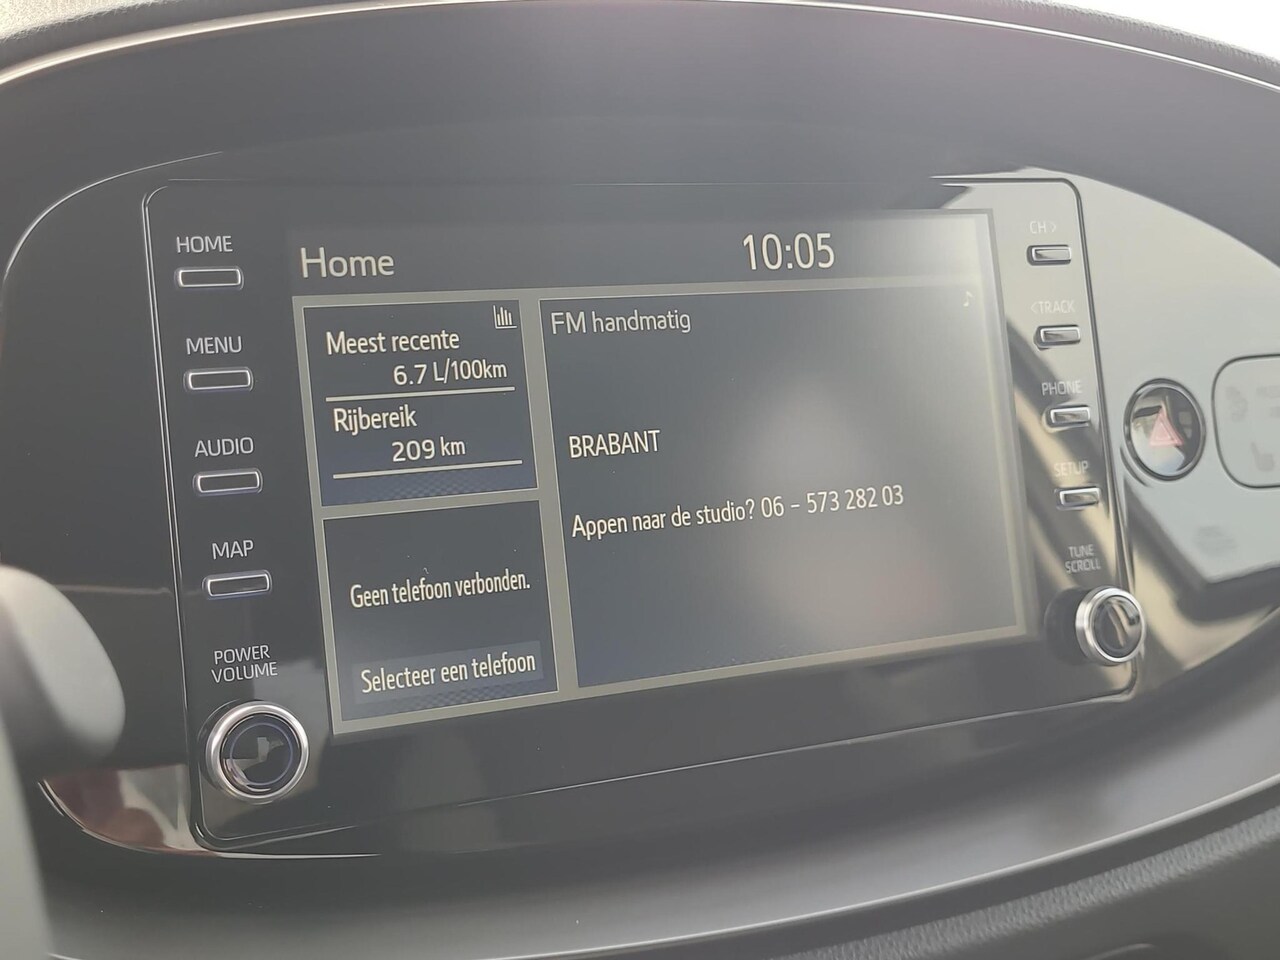 HOME
MENU
AUDIO
MAP
POWER
VOLUME
Home
10:05
Meest recente
6.7 L/100km
Rijbereik
209 km
Geen telefoon verbonden.
Selecteer een telefoon
FM handmatig
BRABANT
Appen naar de studio? 06 - 573 282 03
CH >
<TRACK
PHONE
SETUP
TUNE
SCROLL